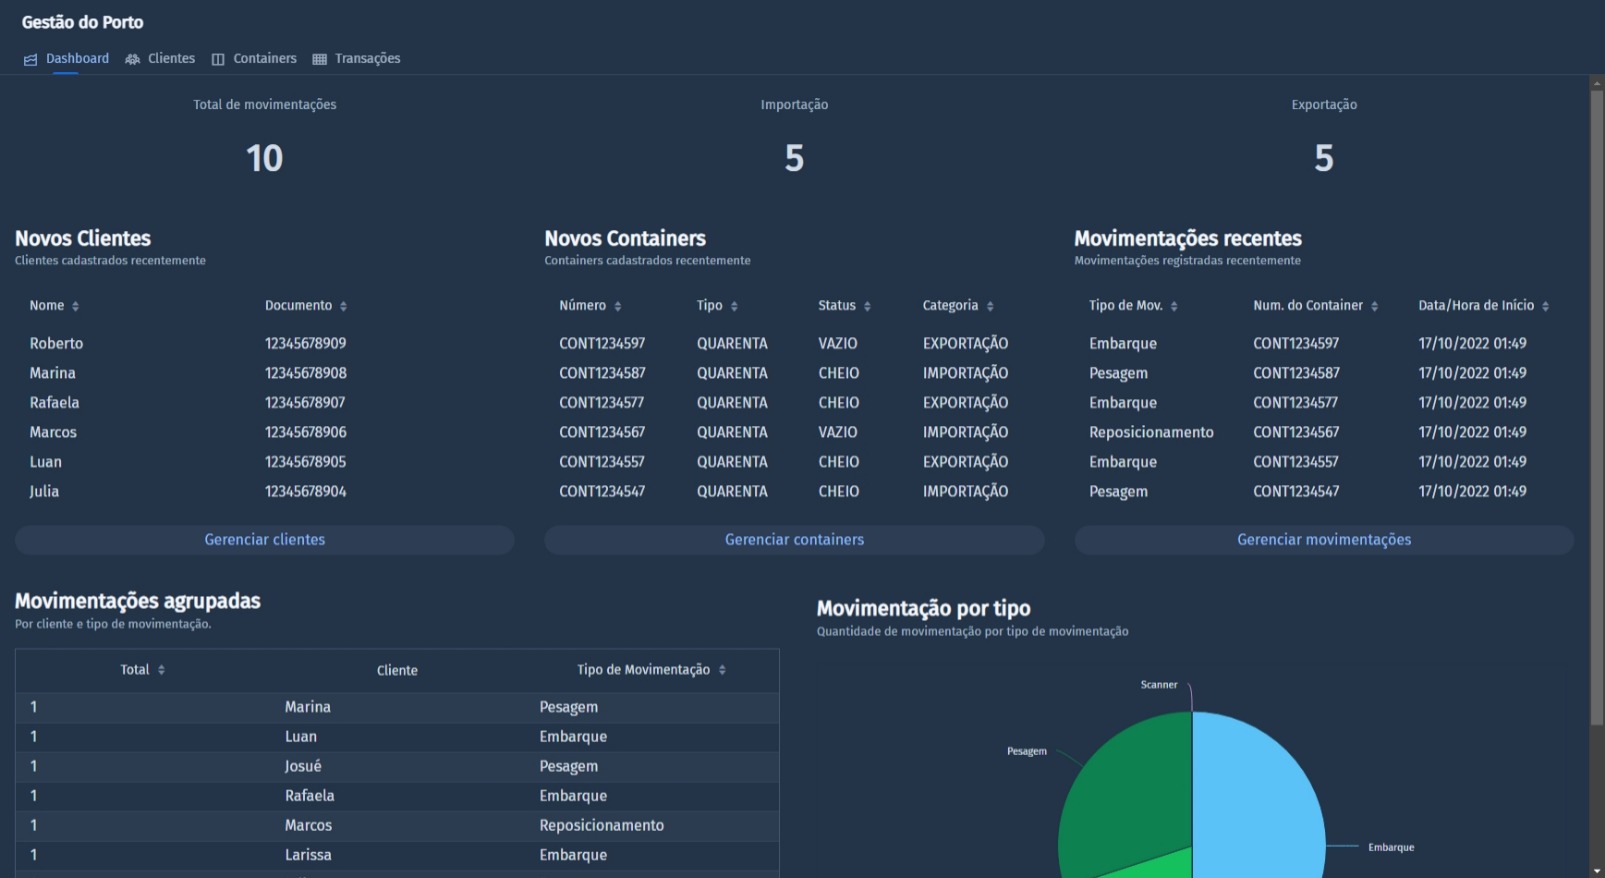 Gestão do Porto
Dashboard Clientes Containers Transações
Total de movimentações
10
Importação
5
Exportação
5
Novos Clientes
Clientes cadastrados recentemente
Nome Documento
Roberto 12345678909
Marina 12345678908
Rafaela 12345678907
Marcos 12345678906
Luan 12345678905
Julia 12345678904
Gerenciar clientes
Novos Containers
Containers cadastrados recentemente
Número Tipo Status Categoria
CONT1234597 QUARENTA VAZIO EXPORTAÇÃO
CONT1234587 QUARENTA CHEIO IMPORTAÇÃO
CONT1234577 QUARENTA CHEIO EXPORTAÇÃO
CONT1234567 QUARENTA VAZIO IMPORTAÇÃO
CONT1234557 QUARENTA CHEIO EXPORTAÇÃO
CONT1234547 QUARENTA CHEIO IMPORTAÇÃO
Gerenciar containers
Movimentações recentes
Movimentações registradas recentemente
Tipo de Mov. Num. do Container Data/Hora de Início
Embarque CONT1234597 17/10/2022 01:49
Pesagem CONT1234587 17/10/2022 01:49
Embarque CONT1234577 17/10/2022 01:49
Reposicionamento CONT1234567 17/10/2022 01:49
Embarque CONT1234557 17/10/2022 01:49
Pesagem CONT1234547 17/10/2022 01:49
Gerenciar movimentações
Movimentações agrupadas
Por cliente e tipo de movimentação.
Total Cliente Tipo de Movimentação
1 Marina Pesagem
1 Luan Embarque
1 Josué Pesagem
1 Rafaela Embarque
1 Marcos Reposicionamento
1 Larissa Embarque
Movimentação por tipo
Quantidade de movimentação por tipo de movimentação
Scanner
Pesagem
Embarque